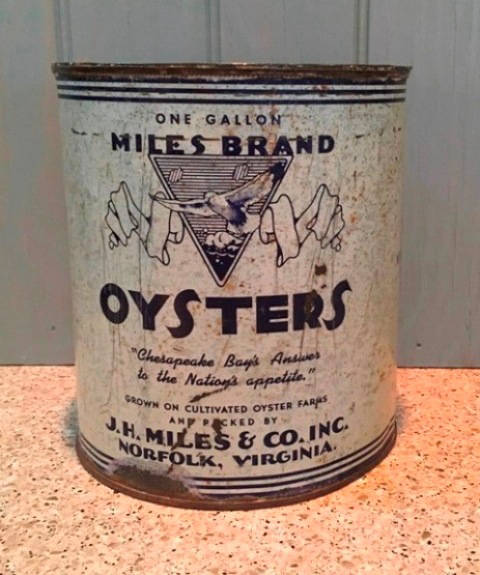 ONE GALLON
MILES BRAND
OYSTERS
"Chesapeake Bay's Answer
to the Nation's appetite."
GROWN ON CULTIVATED OYSTER FARMS
AND PACKED BY
J.H. MILES & CO. INC.
NORFOLK, VIRGINIA.